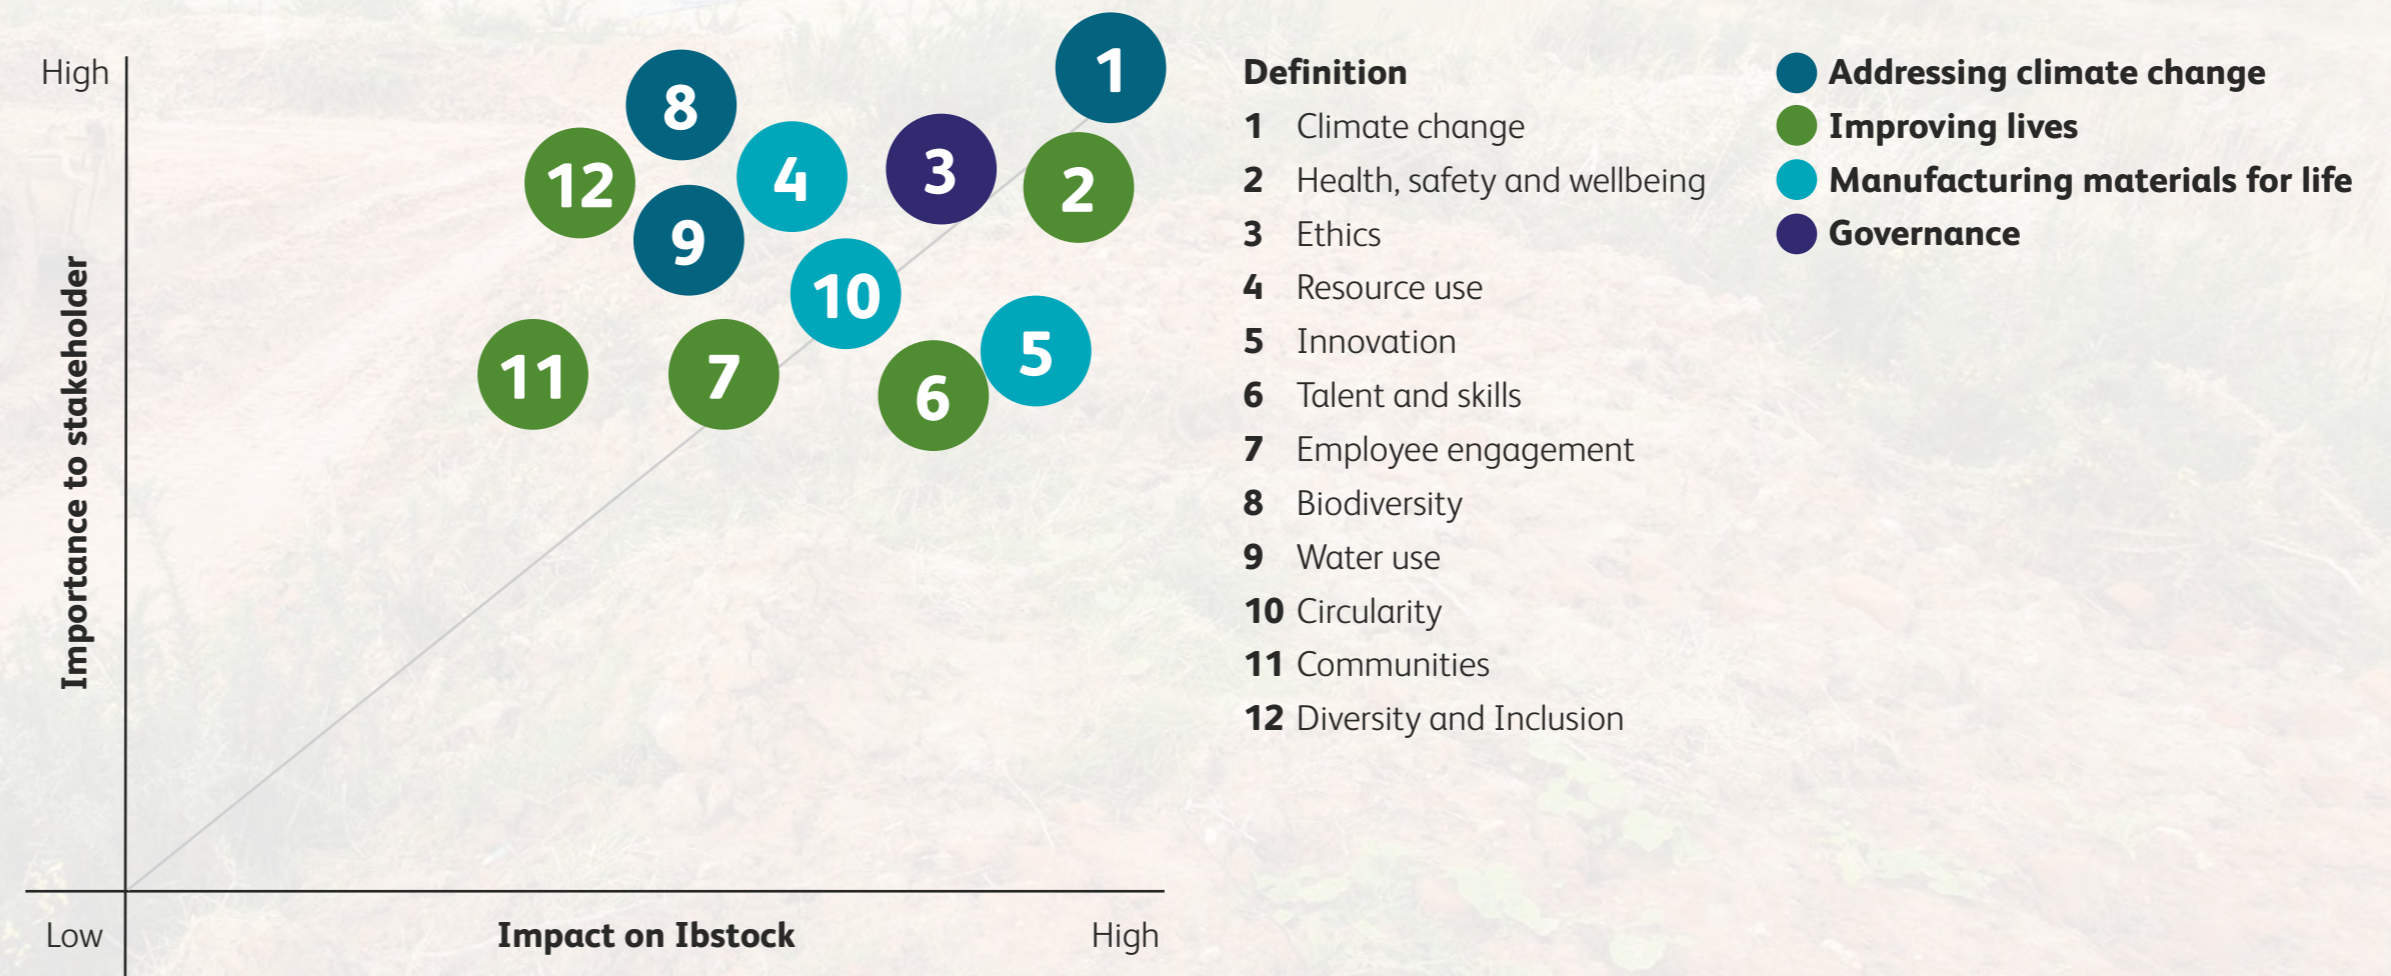 High
Importance to stakeholder
1
8
12
4
3
2
9
10
5
11
7
6
Low
Impact on Ibstock
High
Definition
1 Climate change
2 Health, safety and wellbeing
3 Ethics
4 Resource use
5 Innovation
6 Talent and skills
7 Employee engagement
8 Biodiversity
9 Water use
10 Circularity
11 Communities
12 Diversity and Inclusion
Addressing climate change
Improving lives
Manufacturing materials for life
Governance